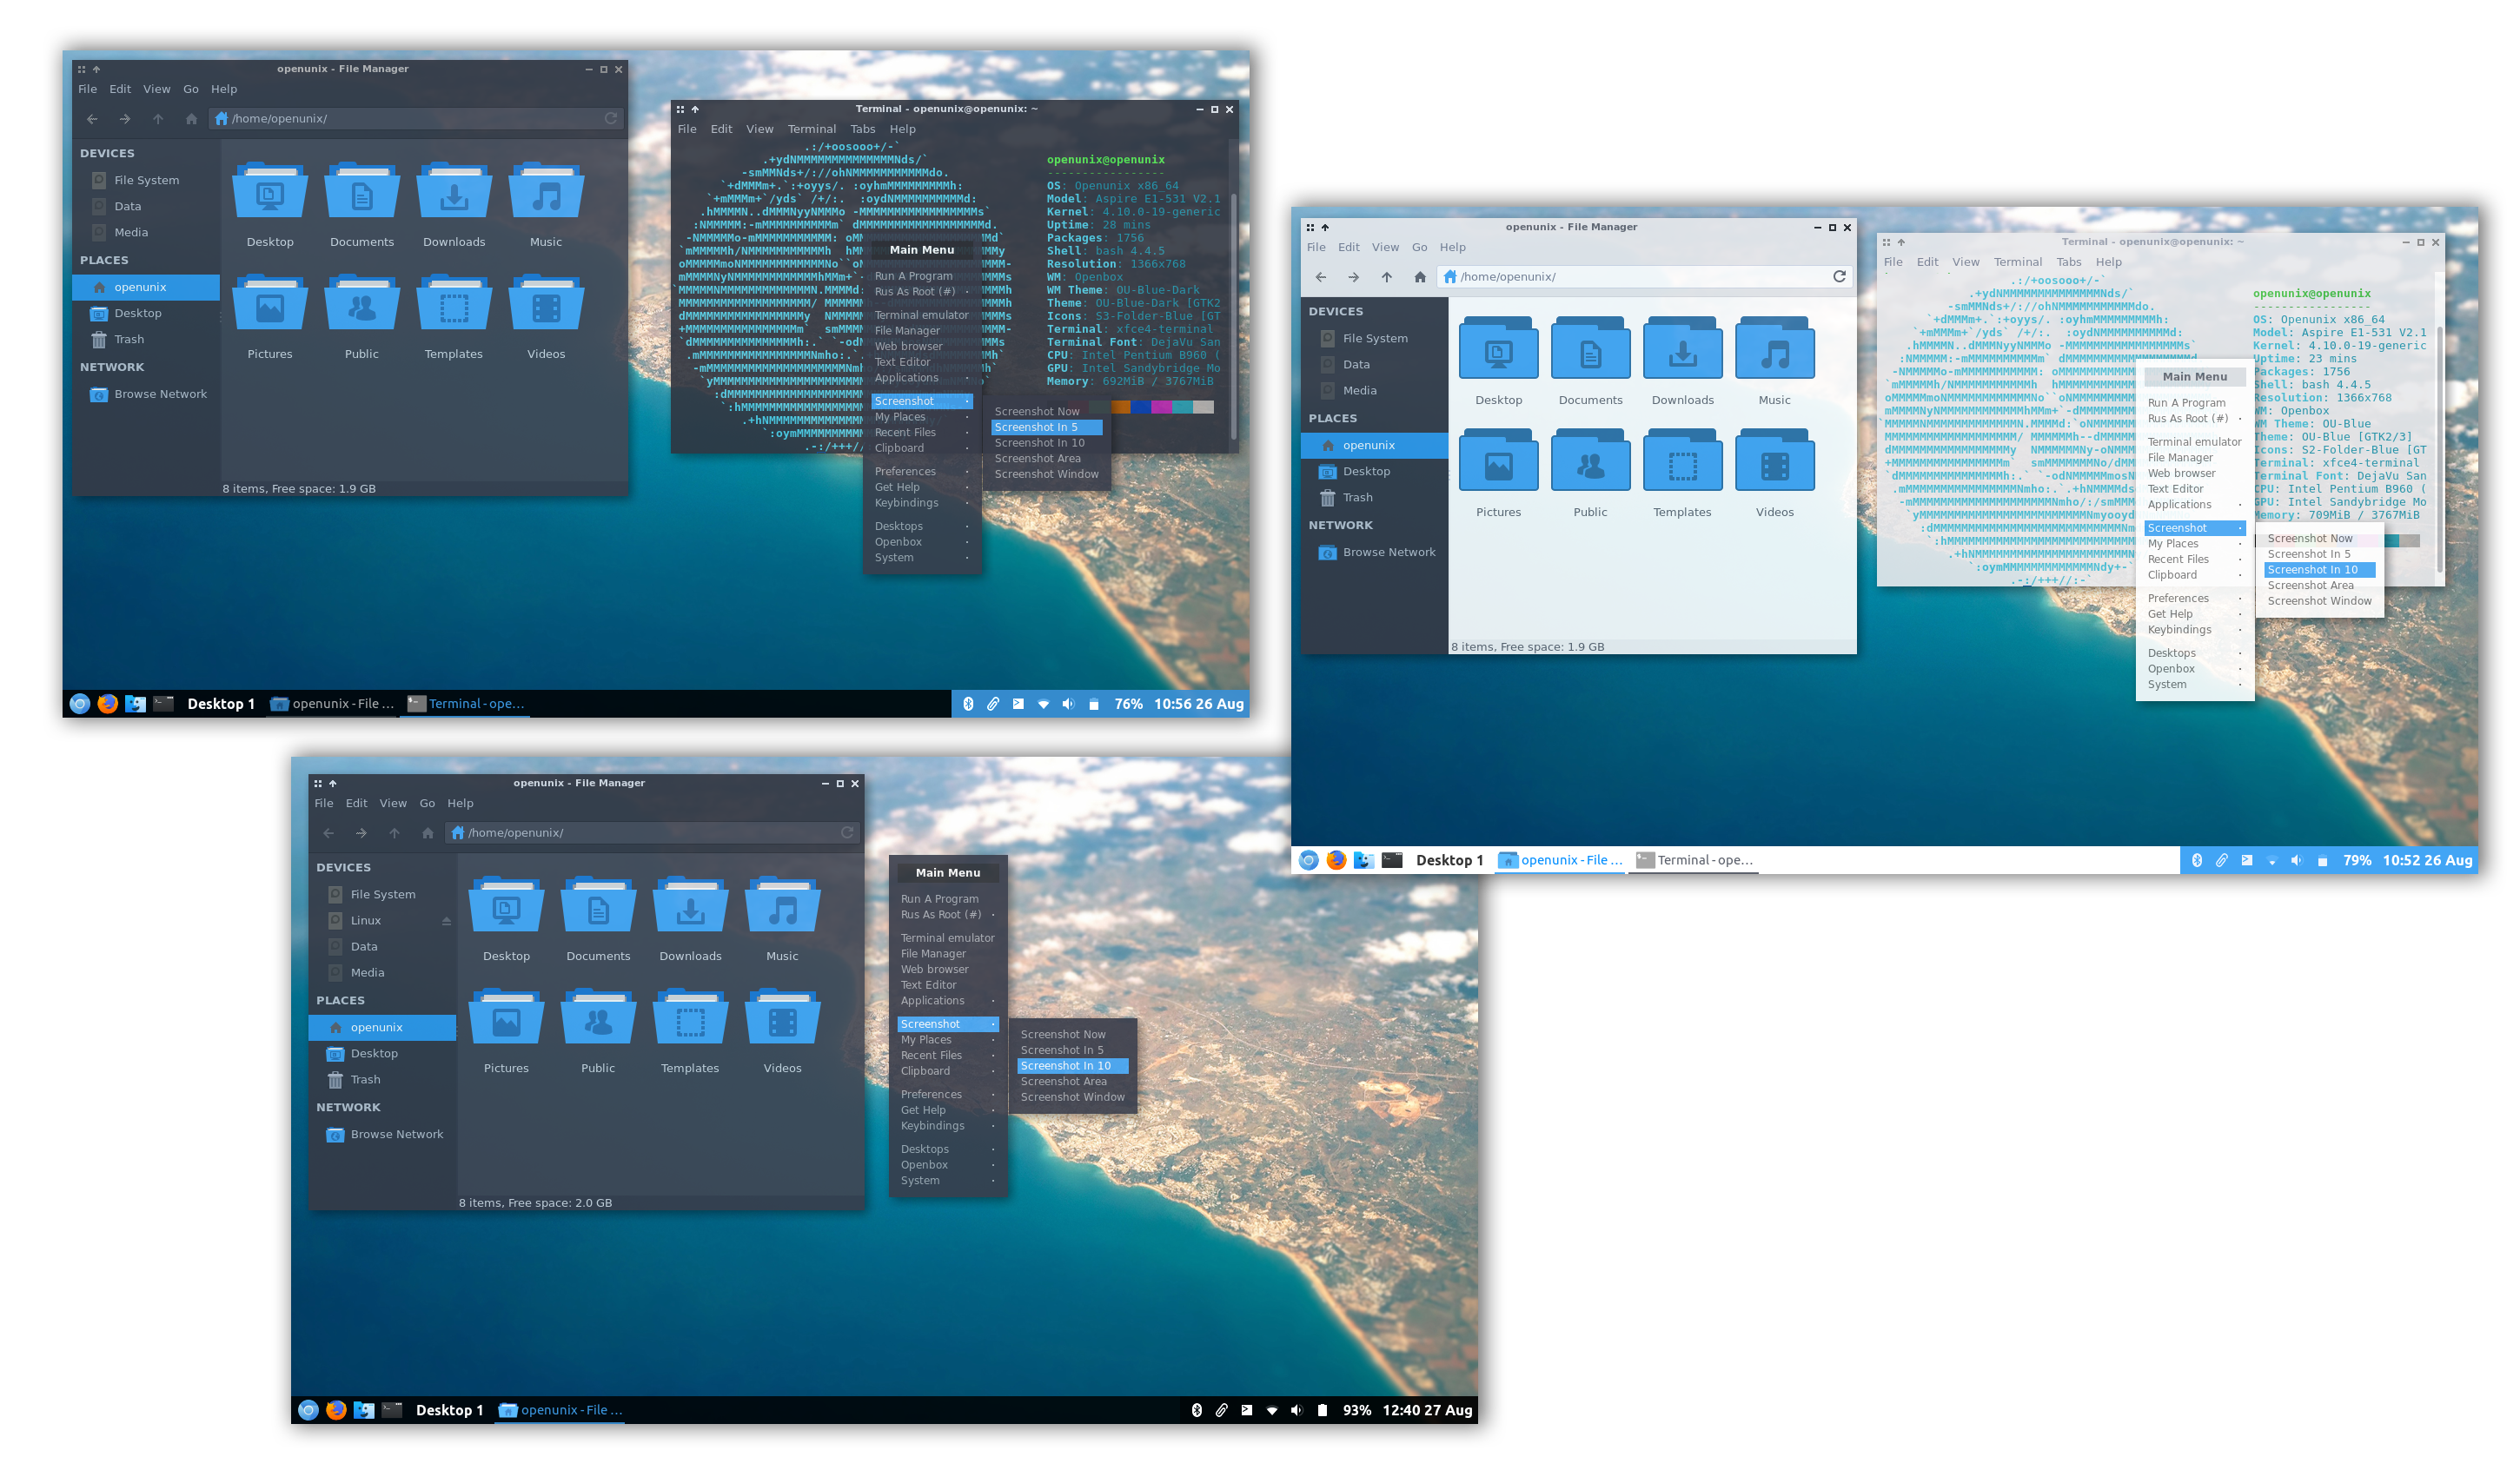 openunix - File Manager
File Edit View Go Help
/home/openunix/
DEVICES
File System
Data
Media
PLACES
openunix
Desktop
Trash
NETWORK
Browse Network
Desktop Documents Downloads Music
Pictures Public Templates Videos
8 items, Free space: 1.9 GB
Terminal - openunix@openunix: ~
File Edit View Terminal Tabs Help
openunix@openunix
-----------------
OS: Openunix x86_64
Model: Aspire E1-531 V2.1
Kernel: 4.10.0-19-generic
Uptime: 28 mins
Packages: 1756
Shell: bash 4.4.5
Resolution: 1366x768
WM: Openbox
WM Theme: OU-Blue-Dark
Theme: OU-Blue-Dark [GTK2
Icons: S3-Folder-Blue [GT
Terminal: xfce4-terminal
Terminal Font: DejaVu San
CPU: Intel Pentium B960 (
GPU: Intel Sandybridge Mo
Memory: 692MiB / 3767MiB
Main Menu
Run A Program
Rus As Root (#)
Terminal emulator
File Manager
Web browser
Text Editor
Applications
Screenshot
My Places
Recent Files
Clipboard
Preferences
Get Help
Keybindings
Desktops
Openbox
System
Screenshot Now
Screenshot In 5
Screenshot In 10
Screenshot Area
Screenshot Window
Desktop 1 openunix - File ... Terminal - ope... 76% 10:56 26 Aug
openunix - File Manager
File Edit View Go Help
/home/openunix/
DEVICES
File System
Data
Media
PLACES
openunix
Desktop
Trash
NETWORK
Browse Network
Desktop Documents Downloads Music
Pictures Public Templates Videos
8 items, Free space: 1.9 GB
Terminal - openunix@openunix: ~
File Edit View Terminal Tabs Help
openunix@openunix
-----------------
OS: Openunix x86_64
Model: Aspire E1-531 V2.1
Kernel: 4.10.0-19-generic
Uptime: 23 mins
Packages: 1756
Shell: bash 4.4.5
Resolution: 1366x768
WM: Openbox
WM Theme: OU-Blue
Theme: OU-Blue [GTK2/3]
Icons: S2-Folder-Blue [GT
Terminal: xfce4-terminal
Terminal Font: DejaVu San
CPU: Intel Pentium B960 (
GPU: Intel Sandybridge Mo
Memory: 709MiB / 3767MiB
Main Menu
Run A Program
Rus As Root (#)
Terminal emulator
File Manager
Web browser
Text Editor
Applications
Screenshot
My Places
Recent Files
Clipboard
Preferences
Get Help
Keybindings
Desktops
Openbox
System
Screenshot Now
Screenshot In 5
Screenshot In 10
Screenshot Area
Screenshot Window
Desktop 1 openunix - File ... Terminal - ope... 79% 10:52 26 Aug
openunix - File Manager
File Edit View Go Help
/home/openunix/
DEVICES
File System
Linux
Data
Media
PLACES
openunix
Desktop
Trash
NETWORK
Browse Network
Desktop Documents Downloads Music
Pictures Public Templates Videos
8 items, Free space: 2.0 GB
Main Menu
Run A Program
Rus As Root (#)
Terminal emulator
File Manager
Web browser
Text Editor
Applications
Screenshot
My Places
Recent Files
Clipboard
Preferences
Get Help
Keybindings
Desktops
Openbox
System
Screenshot Now
Screenshot In 5
Screenshot In 10
Screenshot Area
Screenshot Window
Desktop 1 openunix - File ... 93% 12:40 27 Aug